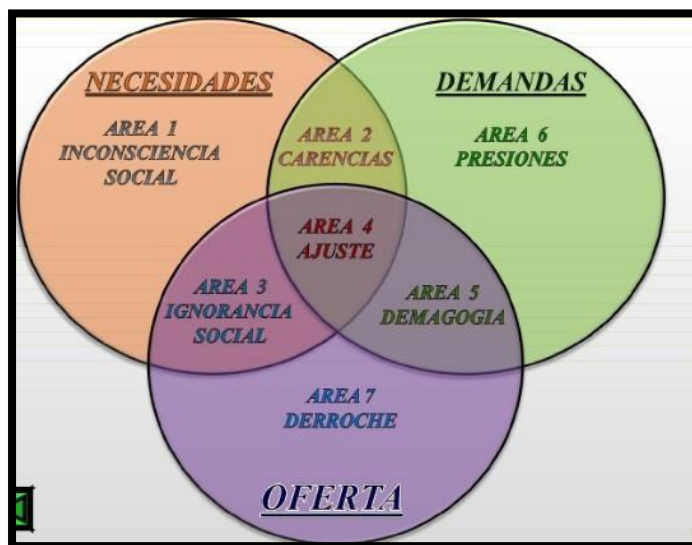 NECESIDADES
AREA 1
INCONSCIENCIA
SOCIAL
AREA 2
CARENCIAS
DEMANDAS
AREA 6
PRESIONES
AREA 4
AJUSTE
AREA 3
IGNORANCIA
SOCIAL
AREA 5
DEMAGOGIA
AREA 7
DERROCHE
OFERTA